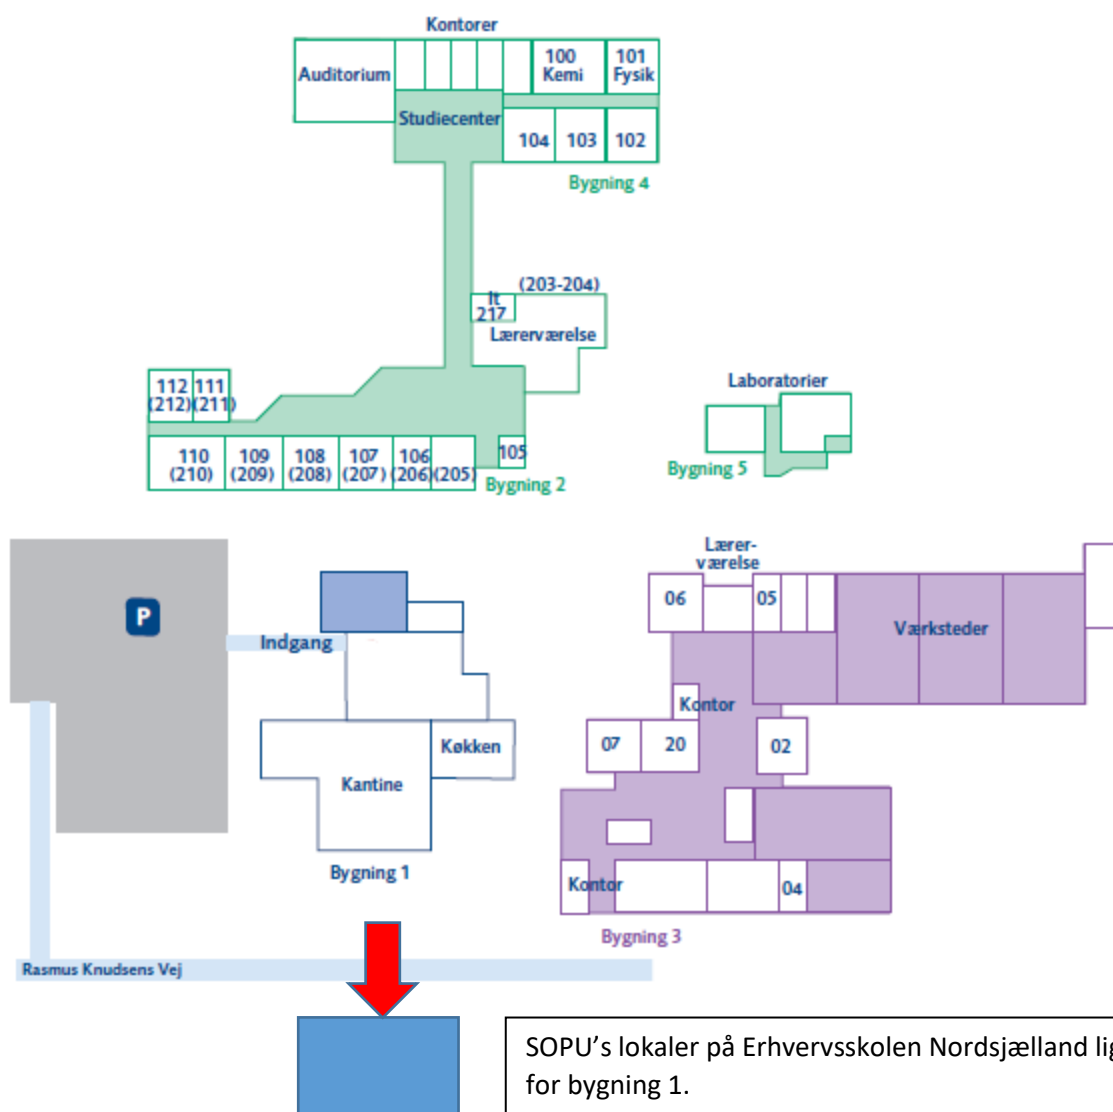 Kontorer
Auditorium
100
Kemi
101
Fysik
Studiecenter
104
103
102
Bygning 4
(203-204)
It
217
Lærerværelse
112
(212)
111
(211)
Laboratorier
110
(210)
109
(209)
108
(208)
107
(207)
106
(206)
(205)
105
Bygning 2
Bygning 5
Lærer-
værelse
P
06
05
Værksteder
Indgang
Kontor
07
20
02
Køkken
Kantine
Bygning 1
Kontor
04
Bygning 3
Rasmus Knudsens Vej
SOPU's lokaler på Erhvervsskolen Nordsjælland lig
for bygning 1.